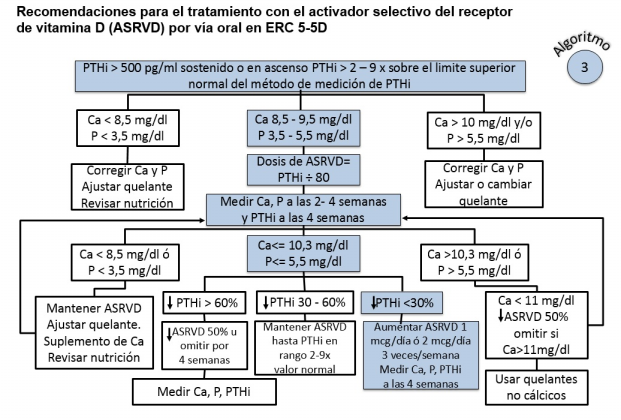 Recomendaciones para el tratamiento con el activador selectivo del receptor
de vitamina D (ASRVD) por vía oral en ERC 5-5D
Algoritmo
3
PTHi > 500 pg/ml sostenido o en ascenso PTHi > 2 – 9 x sobre el limite superior
normal del método de medición de PTHi
Ca < 8,5 mg/dl
P < 3,5 mg/dl
Ca 8,5 - 9,5 mg/dl
P 3,5 - 5,5 mg/dl
Ca > 10 mg/dl y/o
P > 5,5 mg/dl
Corregir Ca y P
Ajustar quelante
Revisar nutrición
Dosis de ASRVD=
PTHi ÷ 80
Corregir Ca y P
Ajustar o cambiar
quelante
Medir Ca, P a las 2- 4 semanas
y PTHi a las 4 semanas
Ca < 8,5 mg/dl ó
P < 3,5 mg/dl
Ca<= 10,3 mg/dl
P<= 5,5 mg/dl
Ca >10,3 mg/dl ó
P > 5,5 mg/dl
Mantener ASRVD
Ajustar quelante.
Suplemento de Ca
Revisar nutrición
↓PTHi > 60%
↓PTHi 30 - 60%
↓PTHi <30%
Ca < 11 mg/dl
↓ASRVD 50%
omitir si
Ca>11mg/dl
↓ASRVD 50% u
omitir por
4 semanas
Mantener ASRVD
hasta PTHi en
rango 2-9x
valor normal
Aumentar ASRVD 1
mcg/día ó 2 mcg/día
3 veces/semana
Medir Ca, P, PTHi
a las 4 semanas
Medir Ca, P, PTHi
Usar quelantes
no cálcicos